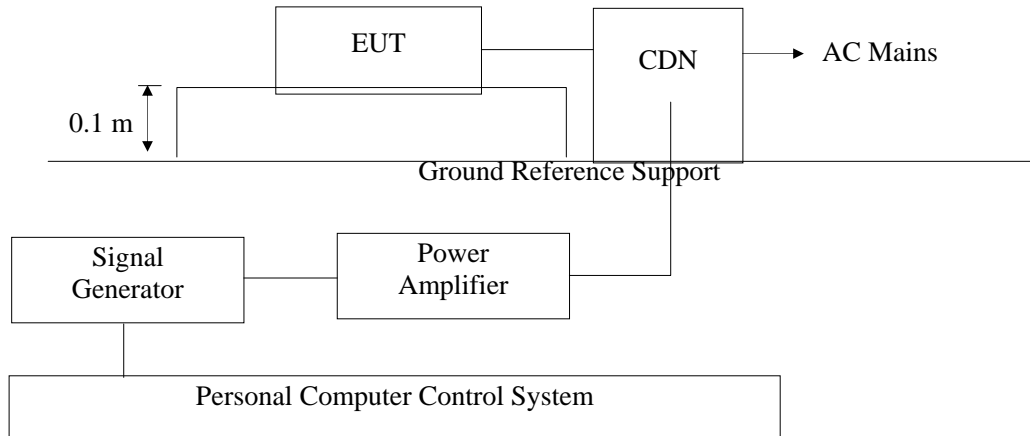 EUT
CDN
AC Mains
0.1 m
Ground Reference Support
Signal
Generator
Power
Amplifier
Personal Computer Control System